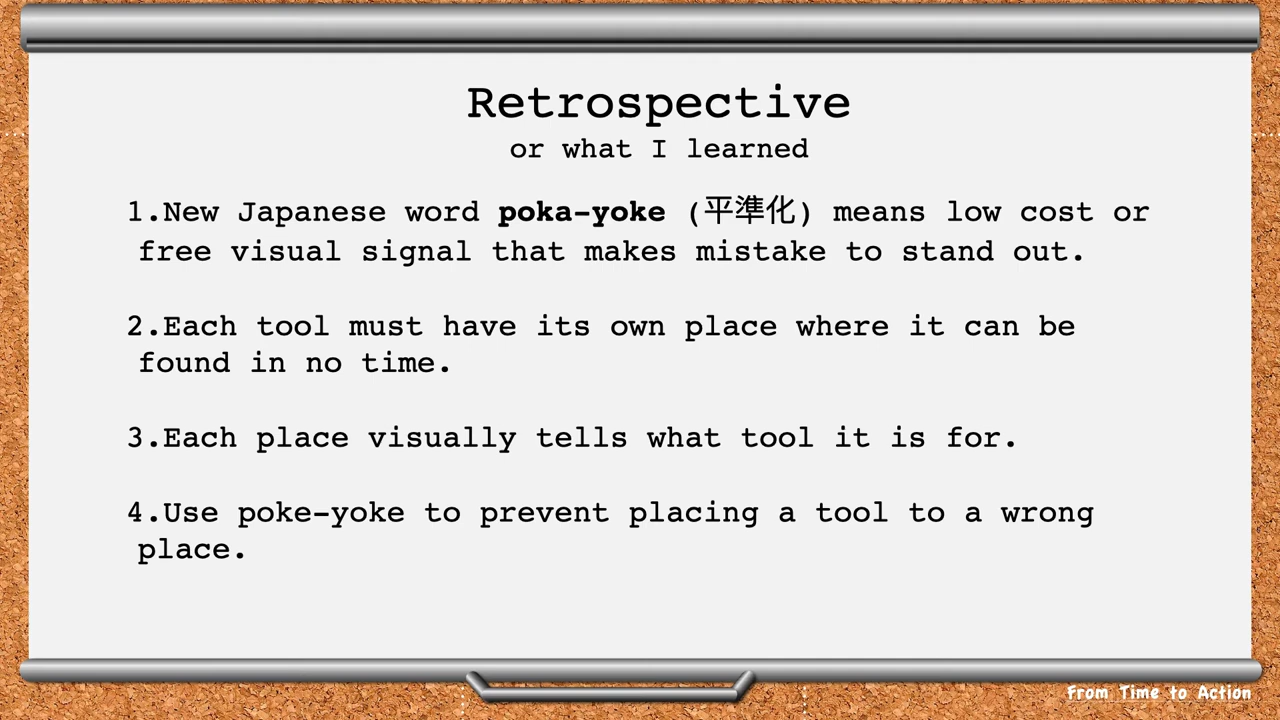 Retrospective
or what I learned
1.New Japanese word poka-yoke (平準化) means low cost or
free visual signal that makes mistake to stand out.
2.Each tool must have its own place where it can be
found in no time.
3.Each place visually tells what tool it is for.
4.Use poke-yoke to prevent placing a tool to a wrong
place.
From Time to Action